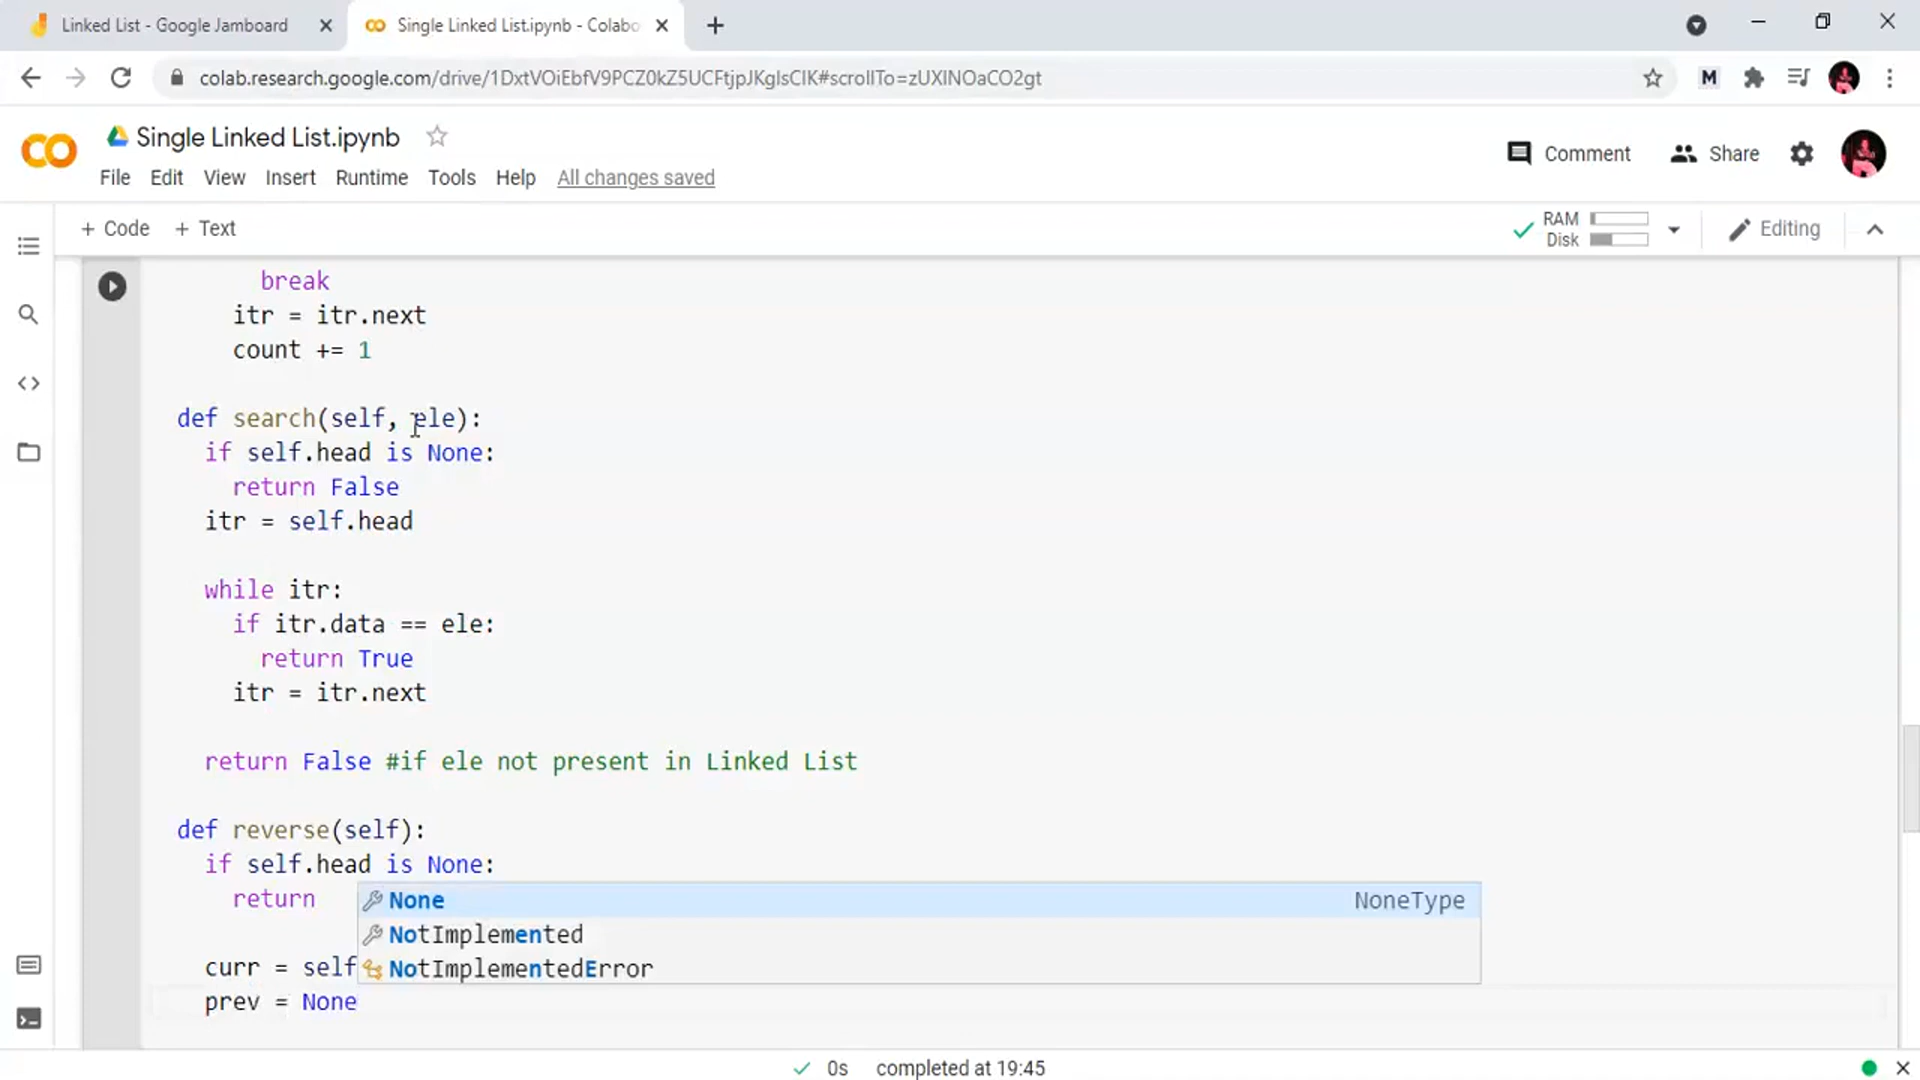 Linked List - Google Jamboard
Single Linked List.ipynb - Colabo
colab.research.google.com/drive/1DxtVOiEbfV9PCZ0kZ5UCFtjpJKglsCIK#scrollTo=zUXINOaCO2gt
M
Single Linked List.ipynb
Comment
Share
File Edit View Insert Runtime Tools Help All changes saved
+ Code + Text
RAM
Disk
Editing
break
itr = itr.next
count += 1
def search(self, ele):
if self.head is None:
return False
itr = self.head
while itr:
if itr.data == ele:
return True
itr = itr.next
return False #if ele not present in Linked List
def reverse(self):
if self.head is None:
return
None NoneType
NotImplemented
curr = self
NotImplementedError
prev = None
0s completed at 19:45